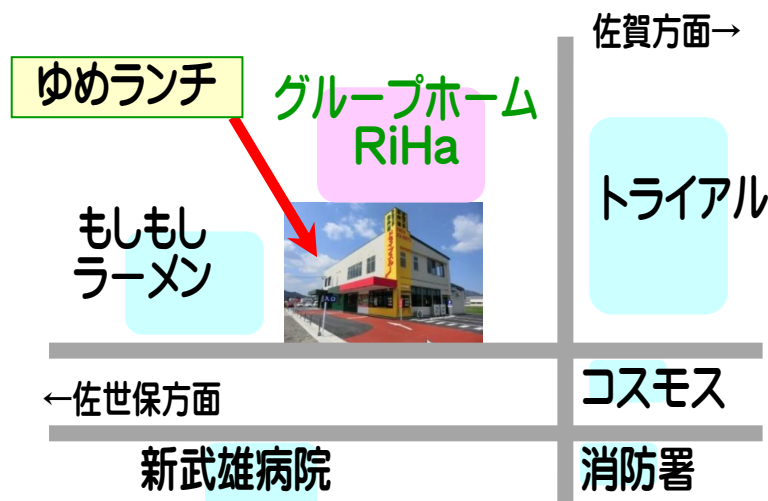 佐賀方面→
ゆめランチ
グループホーム
RiHa
トライアル
もしもし
ラーメン
入口
コスモス
←佐世保方面
新武雄病院
消防署